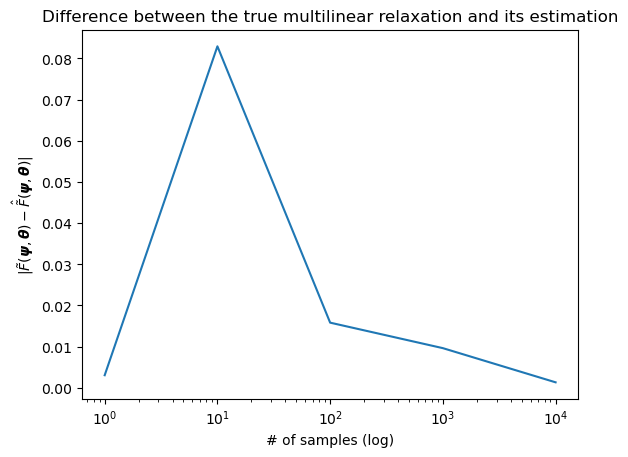 Difference between the true multilinear relaxation and its estimation
|F̃(𝝍, 𝜽) − F̃̂(𝝍, 𝜽)|
0.08
0.07
0.06
0.05
0.04
0.03
0.02
0.01
0.00
10⁰ 10¹ 10² 10³ 10⁴
# of samples (log)